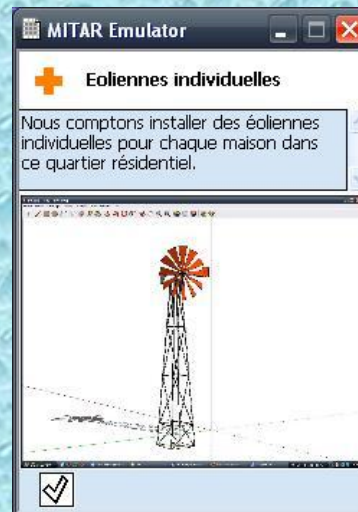 MITAR Emulator
Eoliennes individuelles
Nous comptons installer des éoliennes
individuelles pour chaque maison dans
ce quartier résidentiel.